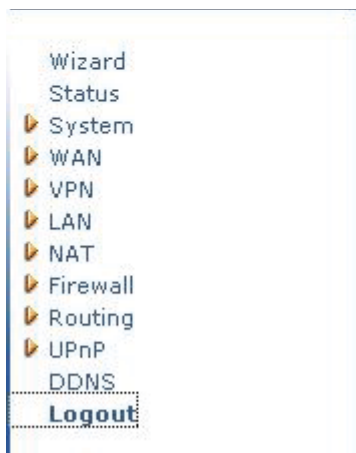 Wizard
Status
System
WAN
VPN
LAN
NAT
Firewall
Routing
UPnP
DDNS
Logout